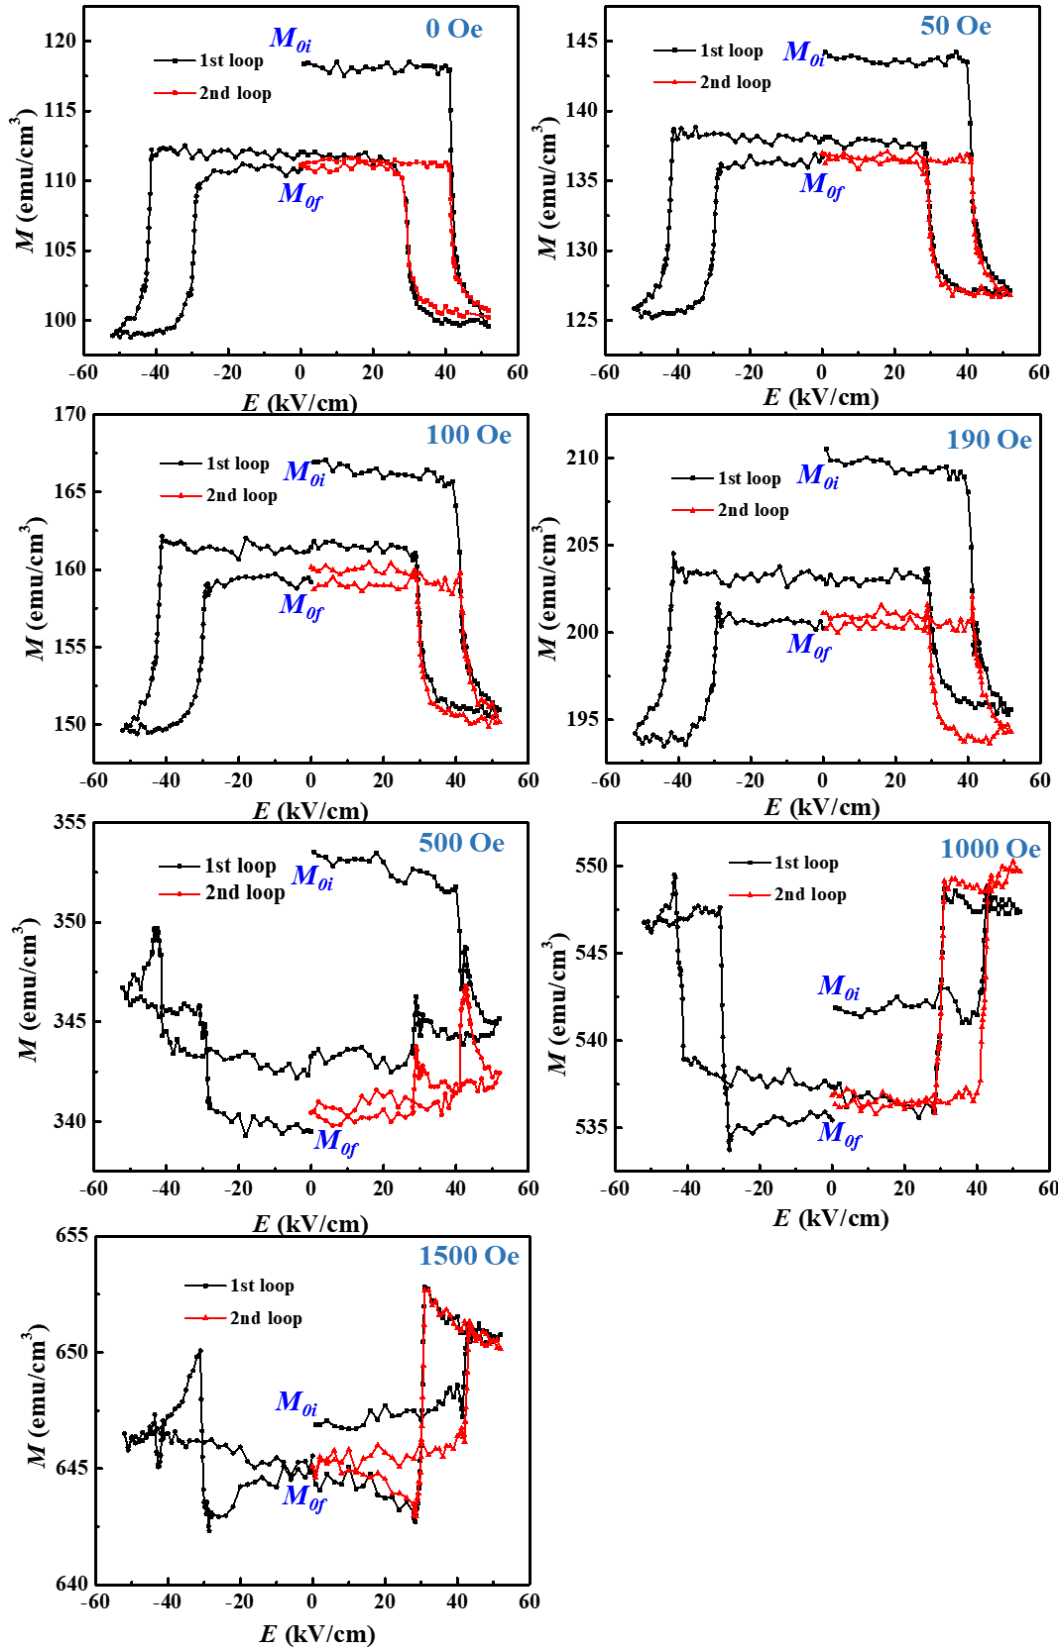 0 Oe
M0i
1st loop
2nd loop
M0f
120
115
110
105
100
M (emu/cm3)
-60 -40 -20 0 20 40 60
E (kV/cm)
50 Oe
M0i
1st loop
2nd loop
M0f
145
140
135
130
125
M (emu/cm3)
-60 -40 -20 0 20 40 60
E (kV/cm)
100 Oe
1st loop
M0i
2nd loop
M0f
170
165
160
155
150
M (emu/cm3)
-60 -40 -20 0 20 40 60
E (kV/cm)
190 Oe
1st loop
M0i
2nd loop
M0f
210
205
200
195
M (emu/cm3)
-60 -40 -20 0 20 40 60
E (kV/cm)
500 Oe
1st loop
M0i
2nd loop
M0f
355
350
345
340
M (emu/cm3)
-60 -40 -20 0 20 40 60
E (kV/cm)
1000 Oe
1st loop
2nd loop
M0i
M0f
550
545
540
535
M (emu/cm3)
-60 -40 -20 0 20 40 60
E (kV/cm)
1500 Oe
1st loop
2nd loop
M0i
M0f
655
650
645
640
M (emu/cm3)
-60 -40 -20 0 20 40 60
E (kV/cm)